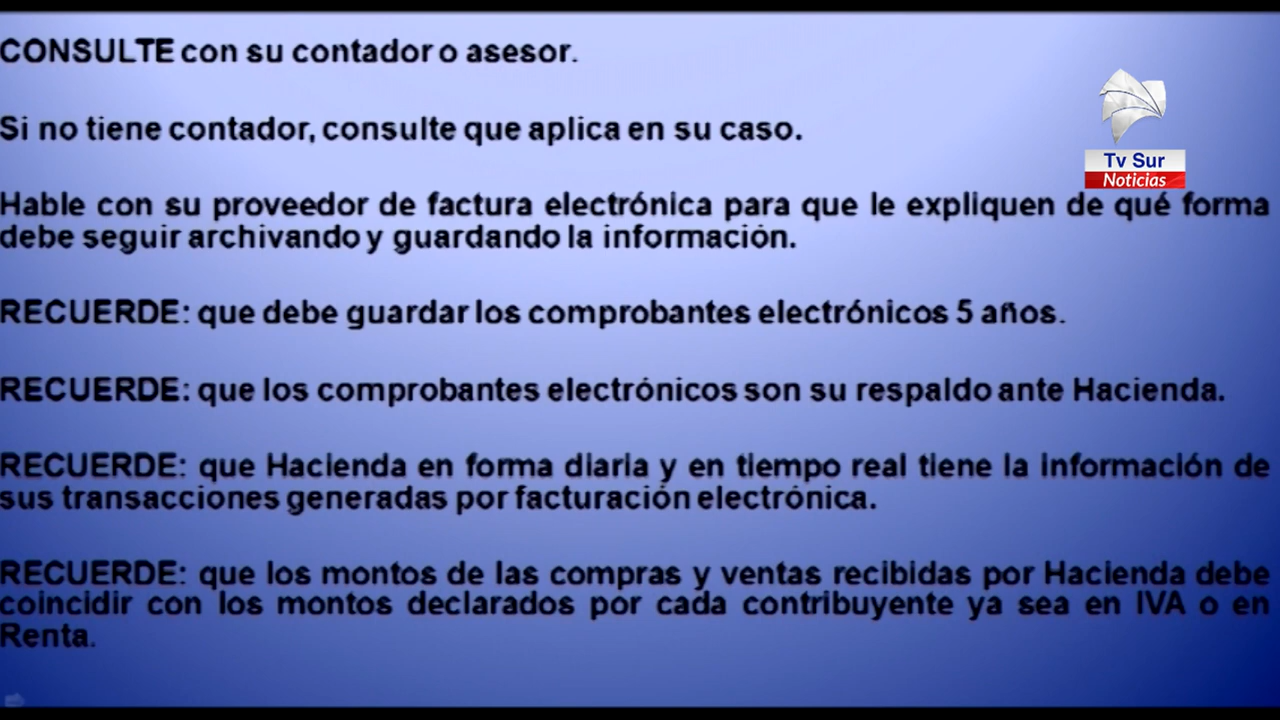 CONSULTE con su contador o asesor.
Si no tiene contador, consulte que aplica en su caso.
Tv Sur
Noticias
Hable con su proveedor de factura electrónica para que le expliquen de qué forma
debe seguir archivando y guardando la información.
RECUERDE: que debe guardar los comprobantes electrónicos 5 años.
RECUERDE: que los comprobantes electrónicos son su respaldo ante Hacienda.
RECUERDE: que Hacienda en forma diaria y en tiempo real tiene la información de
sus transacciones generadas por facturación electrónica.
RECUERDE: que los montos de las compras y ventas recibidas por Hacienda debe
coincidir con los montos declarados por cada contribuyente ya sea en IVA o en
Renta.